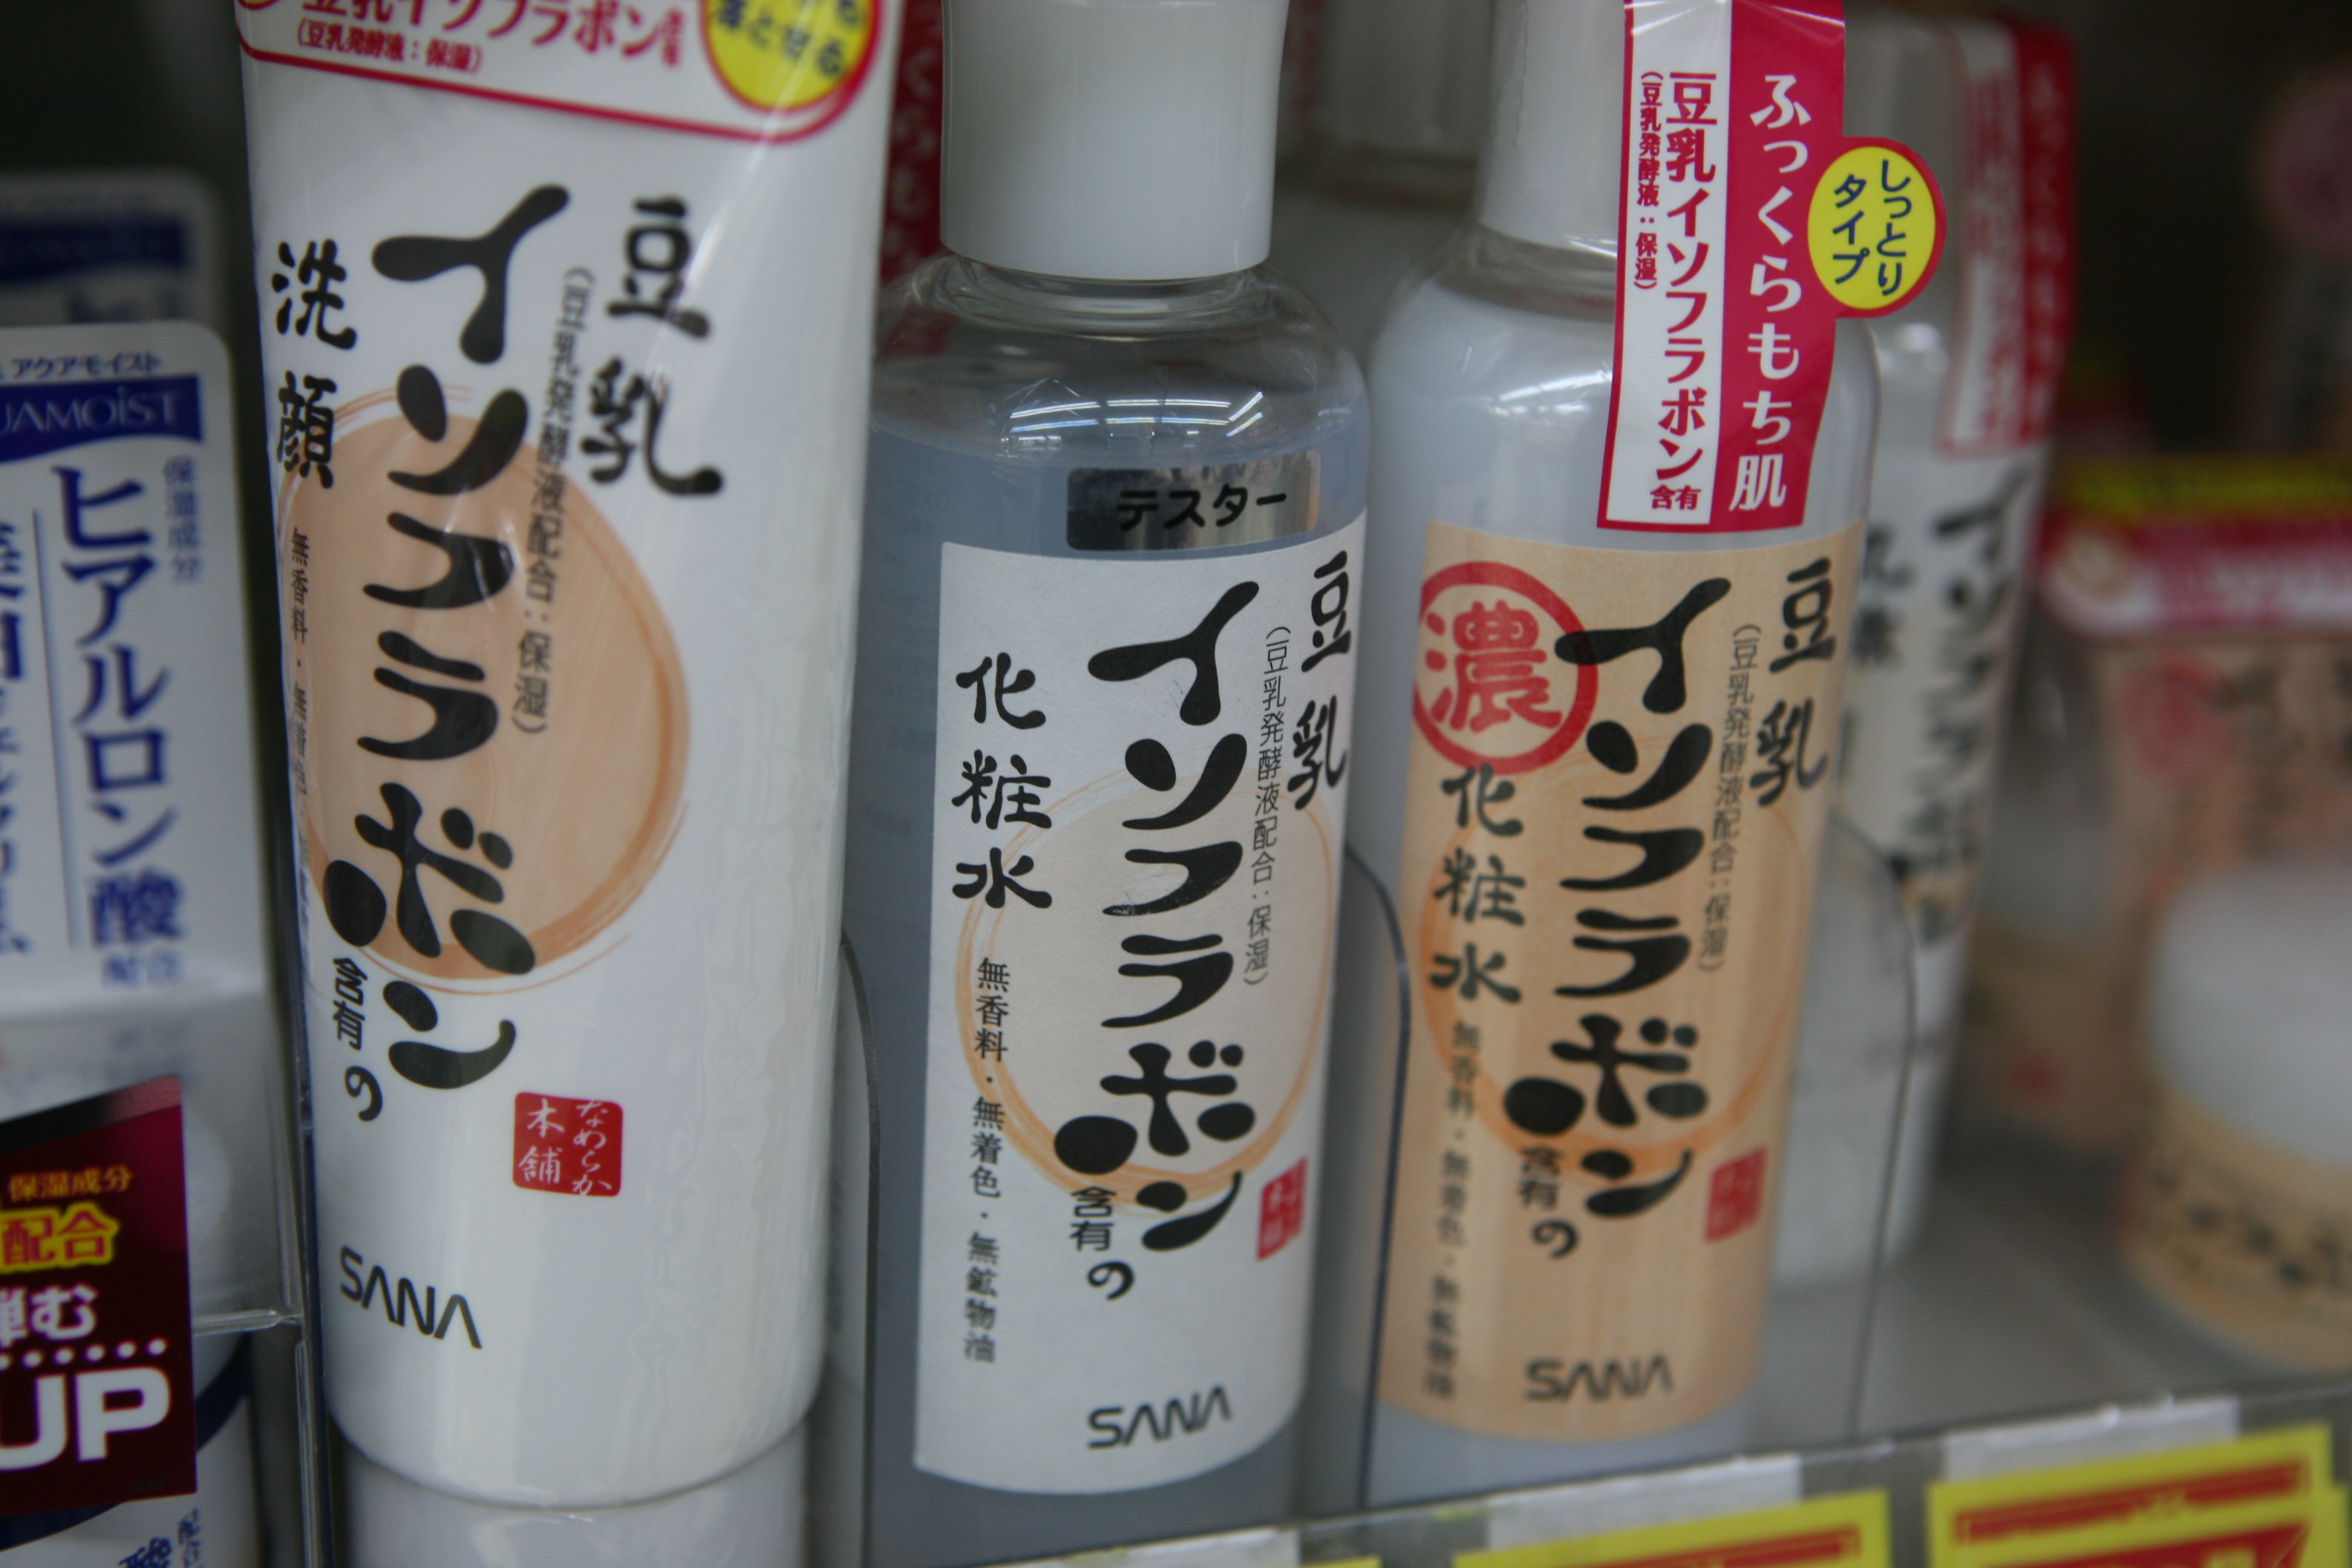 アクアモイスト
UAMOiST
保湿成分
ヒアルロン酸
配合
保湿成分
配合
弾む
UP
豆乳イソフラボン含有
(豆乳発酵液:保湿)
落とせる
豆乳
(豆乳発酵液配合:保湿)
イソフラボン
含有の
洗顔
無香料・無着色
なめらか
本舗
SANA
テスター
豆乳
(豆乳発酵液配合:保湿)
イソフラボン
含有の
化粧水
無香料・無着色・無鉱物油
SANA
ふっくらもち肌
豆乳イソフラボン含有
(豆乳発酵液:保湿)
しっとり
タイプ
豆乳
(豆乳発酵液配合:保湿)
イソフラボン
含有の
濃
化粧水
無香料・無着色・無鉱物油
SANA